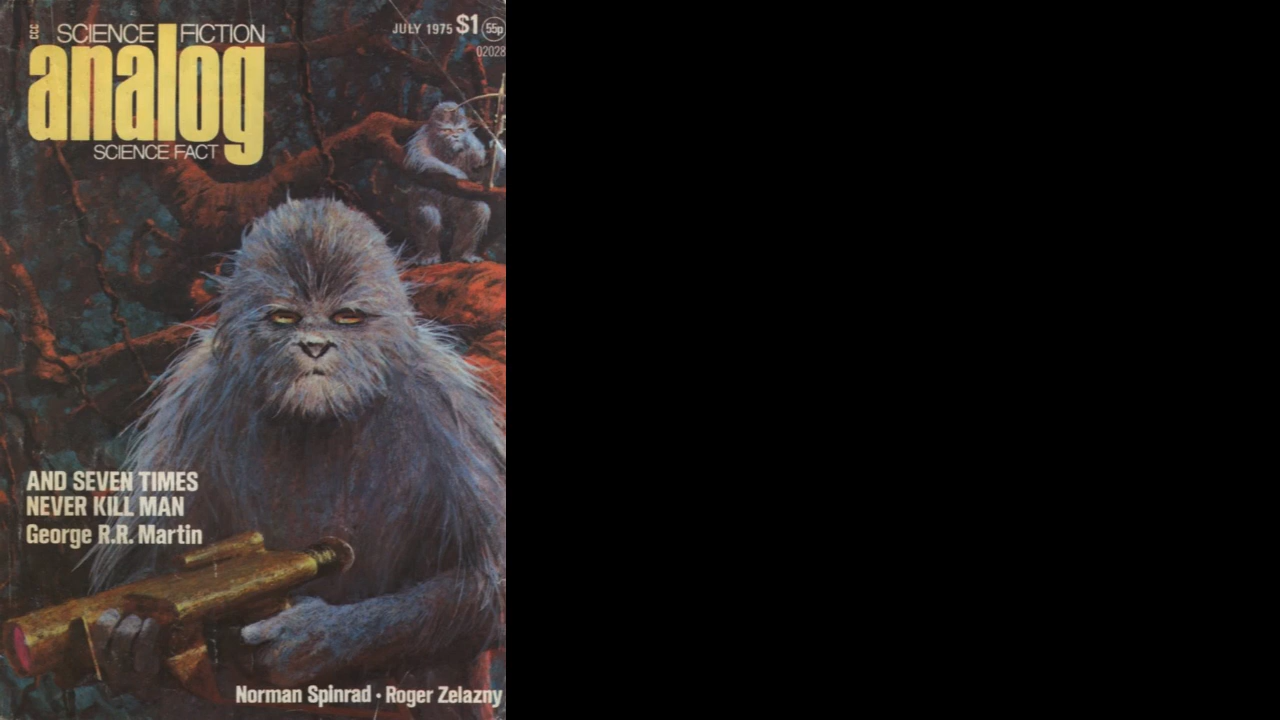 CCC
SCIENCE FICTION
analog
SCIENCE FACT
JULY 1975 $1 55p
02028
AND SEVEN TIMES
NEVER KILL MAN
George R.R. Martin
Norman Spinrad • Roger Zelazny